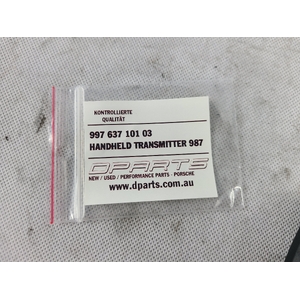 KONTROLLIERTE
QUALITÄT
997 637 101 03
HANDHELD TRANSMITTER 987
DPARTS
NEW / USED / PERFORMANCE PARTS - PORSCHE
www.dparts.com.au